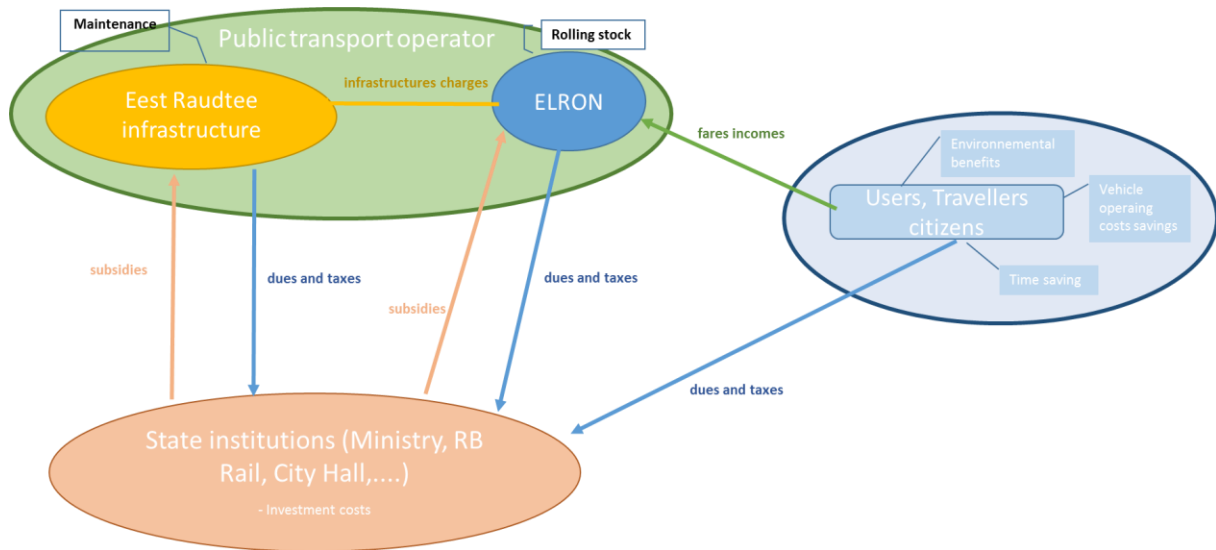 Maintenance
Public transport operator
Rolling stock
infrastructures charges
Eest Raudtee
infrastructure
ELRON
fares incomes
Environnemental
benefits
Users, Travellers
citizens
Vehicle
operaing
costs savings
Time saving
subsidies
dues and taxes
subsidies
dues and taxes
dues and taxes
State institutions (Ministry, RB
Rail, City Hall,....)
- Investment costs